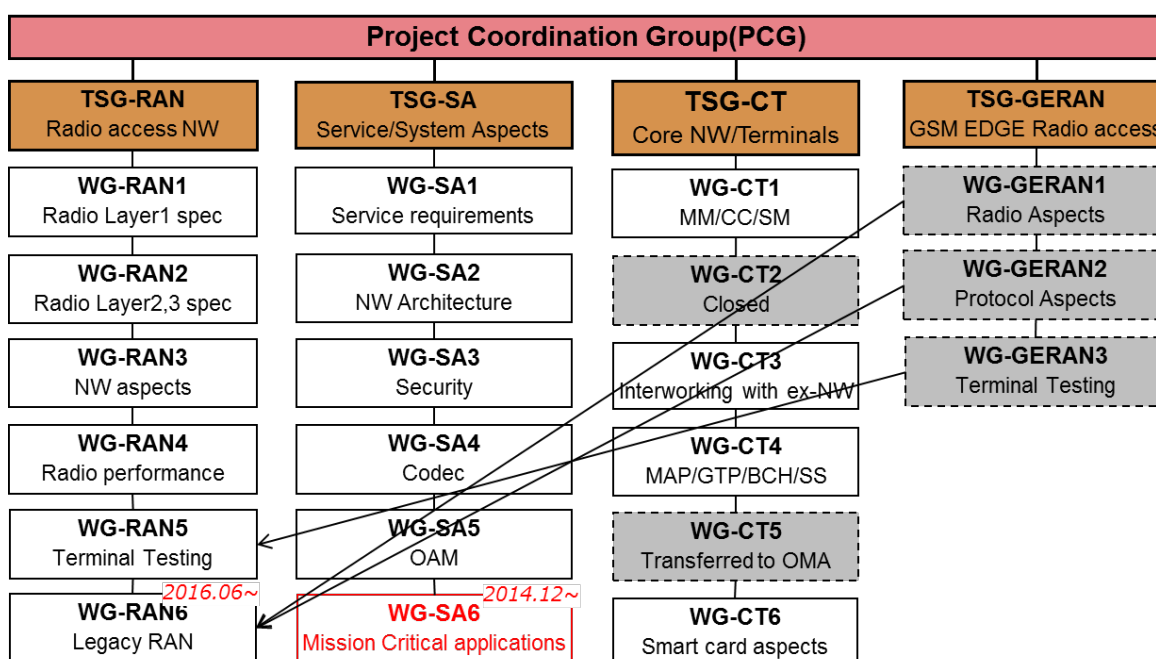 Project Coordination Group(PCG)
TSG-RAN
Radio access NW
WG-RAN1
Radio Layer1 spec
WG-RAN2
Radio Layer2,3 spec
WG-RAN3
NW aspects
WG-RAN4
Radio performance
WG-RAN5
Terminal Testing
2016.06~
WG-RAN6
Legacy RAN
TSG-SA
Service/System Aspects
WG-SA1
Service requirements
WG-SA2
NW Architecture
WG-SA3
Security
WG-SA4
Codec
WG-SA5
OAM
2014.12~
WG-SA6
Mission Critical applications
TSG-CT
Core NW/Terminals
WG-CT1
MM/CC/SM
WG-CT2
Closed
WG-CT3
Interworking with ex-NW
WG-CT4
MAP/GTP/BCH/SS
WG-CT5
Transferred to OMA
WG-CT6
Smart card aspects
TSG-GERAN
GSM EDGE Radio access
WG-GERAN1
Radio Aspects
WG-GERAN2
Protocol Aspects
WG-GERAN3
Terminal Testing